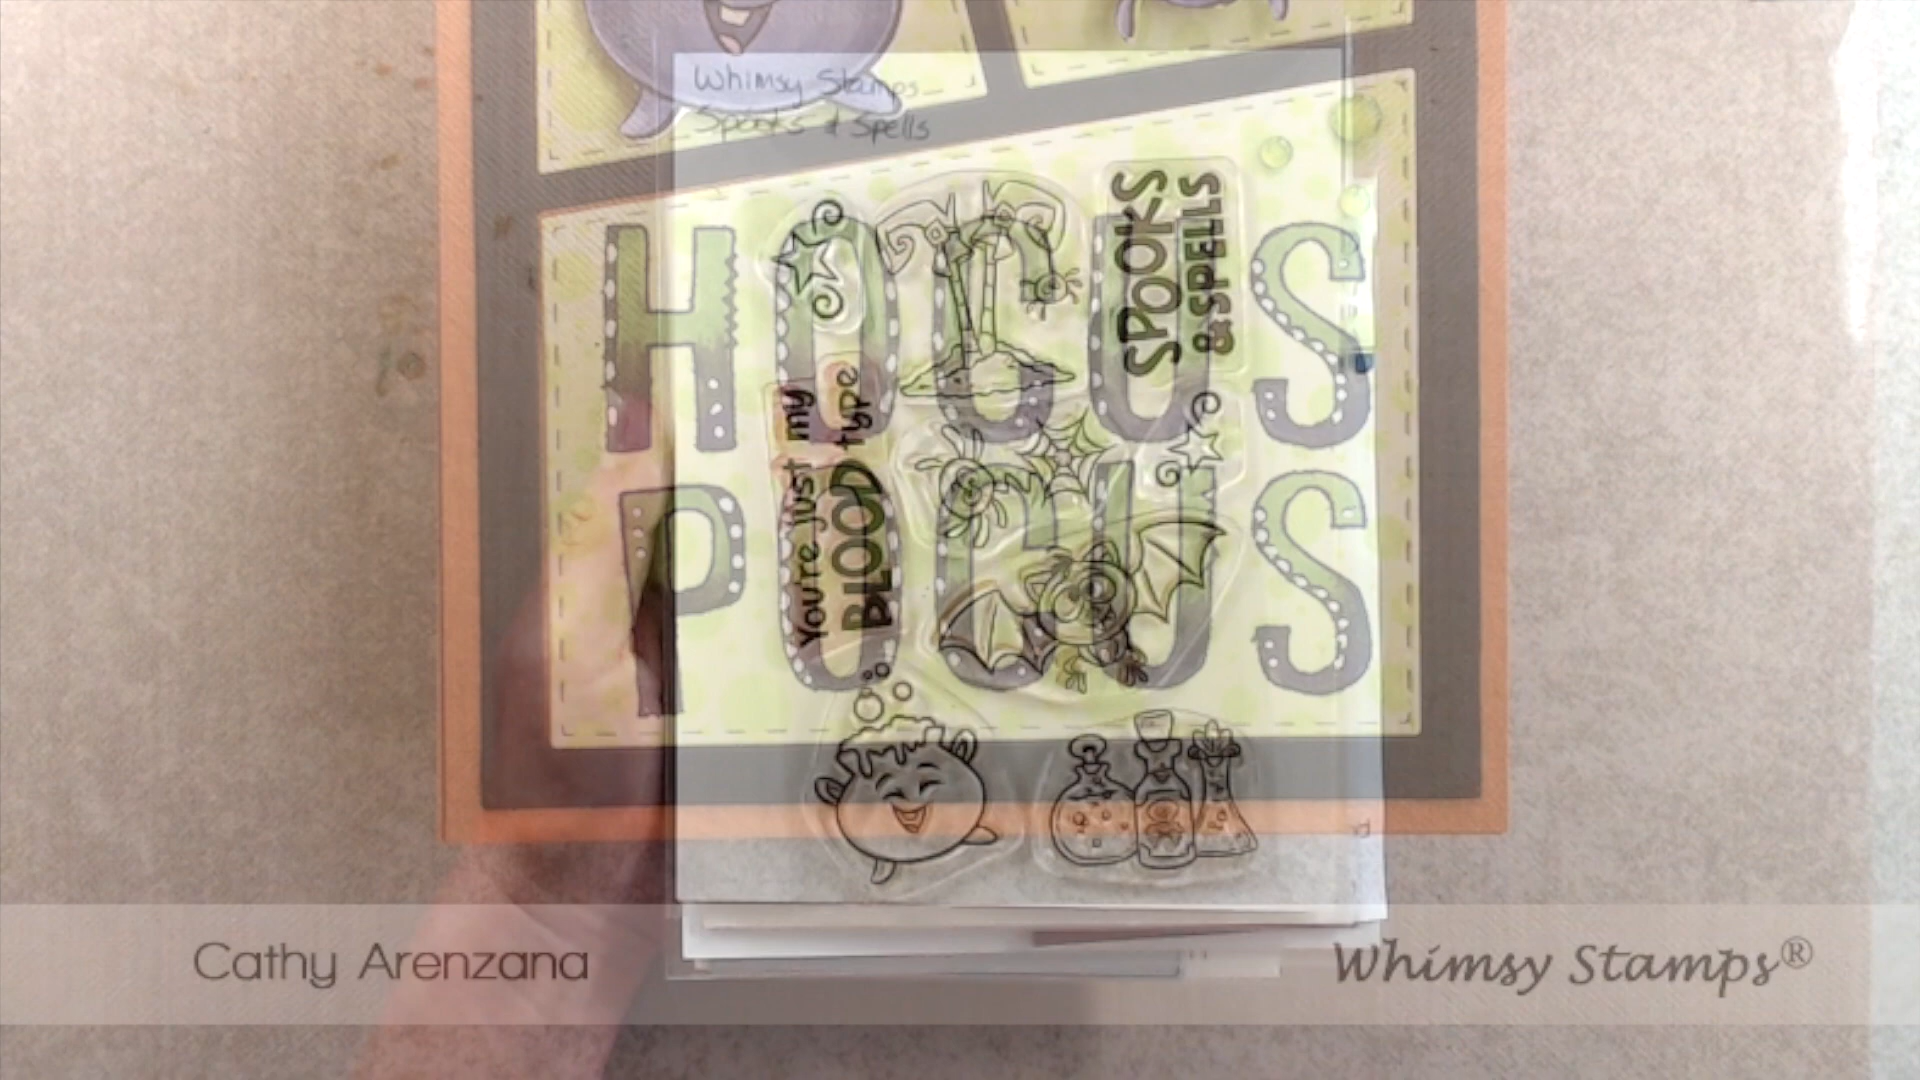 Whimsy Stamps
Spooks & Spells
SPOOKS
& SPELLS
HOCUS
POCUS
You're just my
BLOOD type
Cathy Arenzana
Whimsy Stamps®